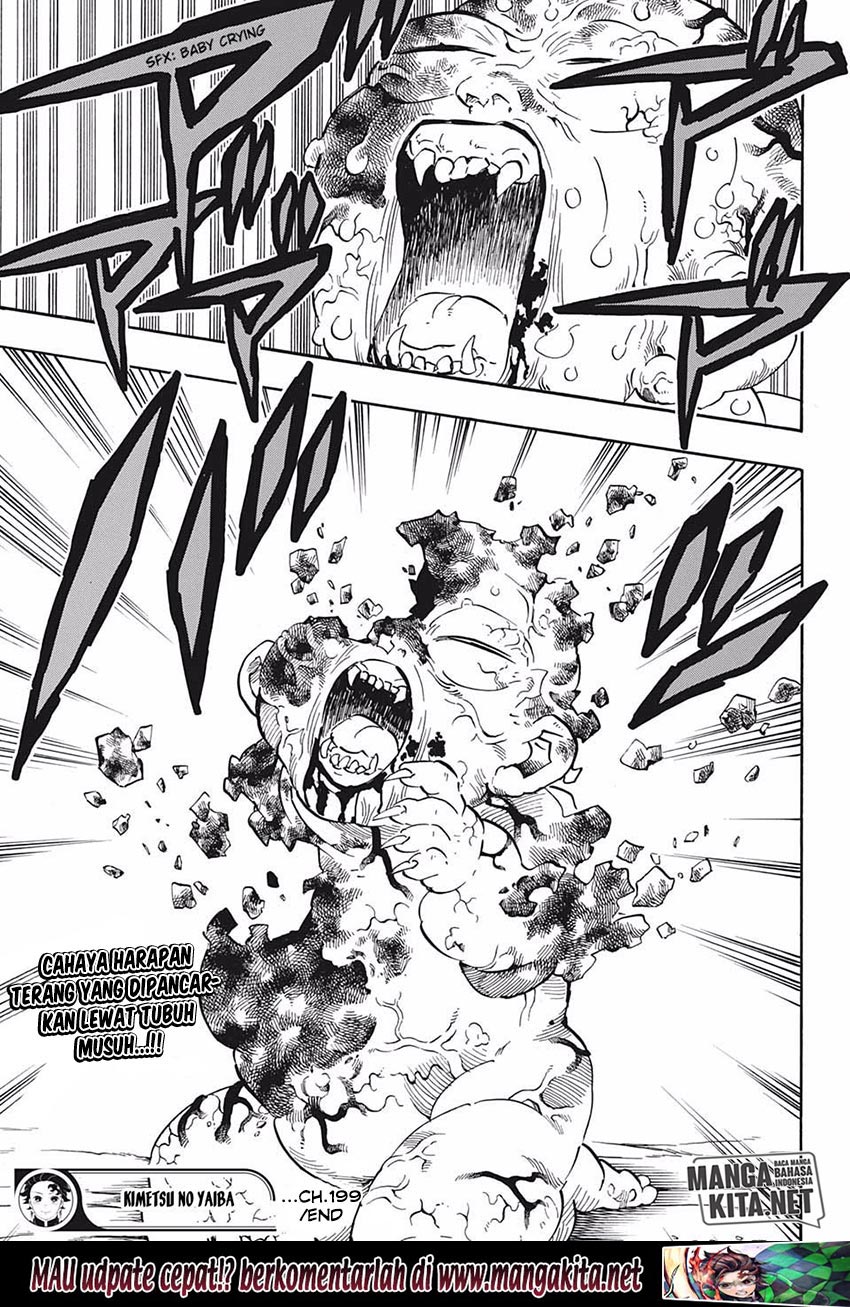 SFX: BABY CRYING
CAHAYA HARAPAN
TERANG YANG DIPANCAR-
KAN LEWAT TUBUH
MUSUH...!!
KIMETSU NO YAIBA
...CH.199
/END
MANGA
KITA.NET
BACA MANGA
BAHASA
INDONESIA
MAU udpate cepat!? berkomentarlah di www.mangakita.net